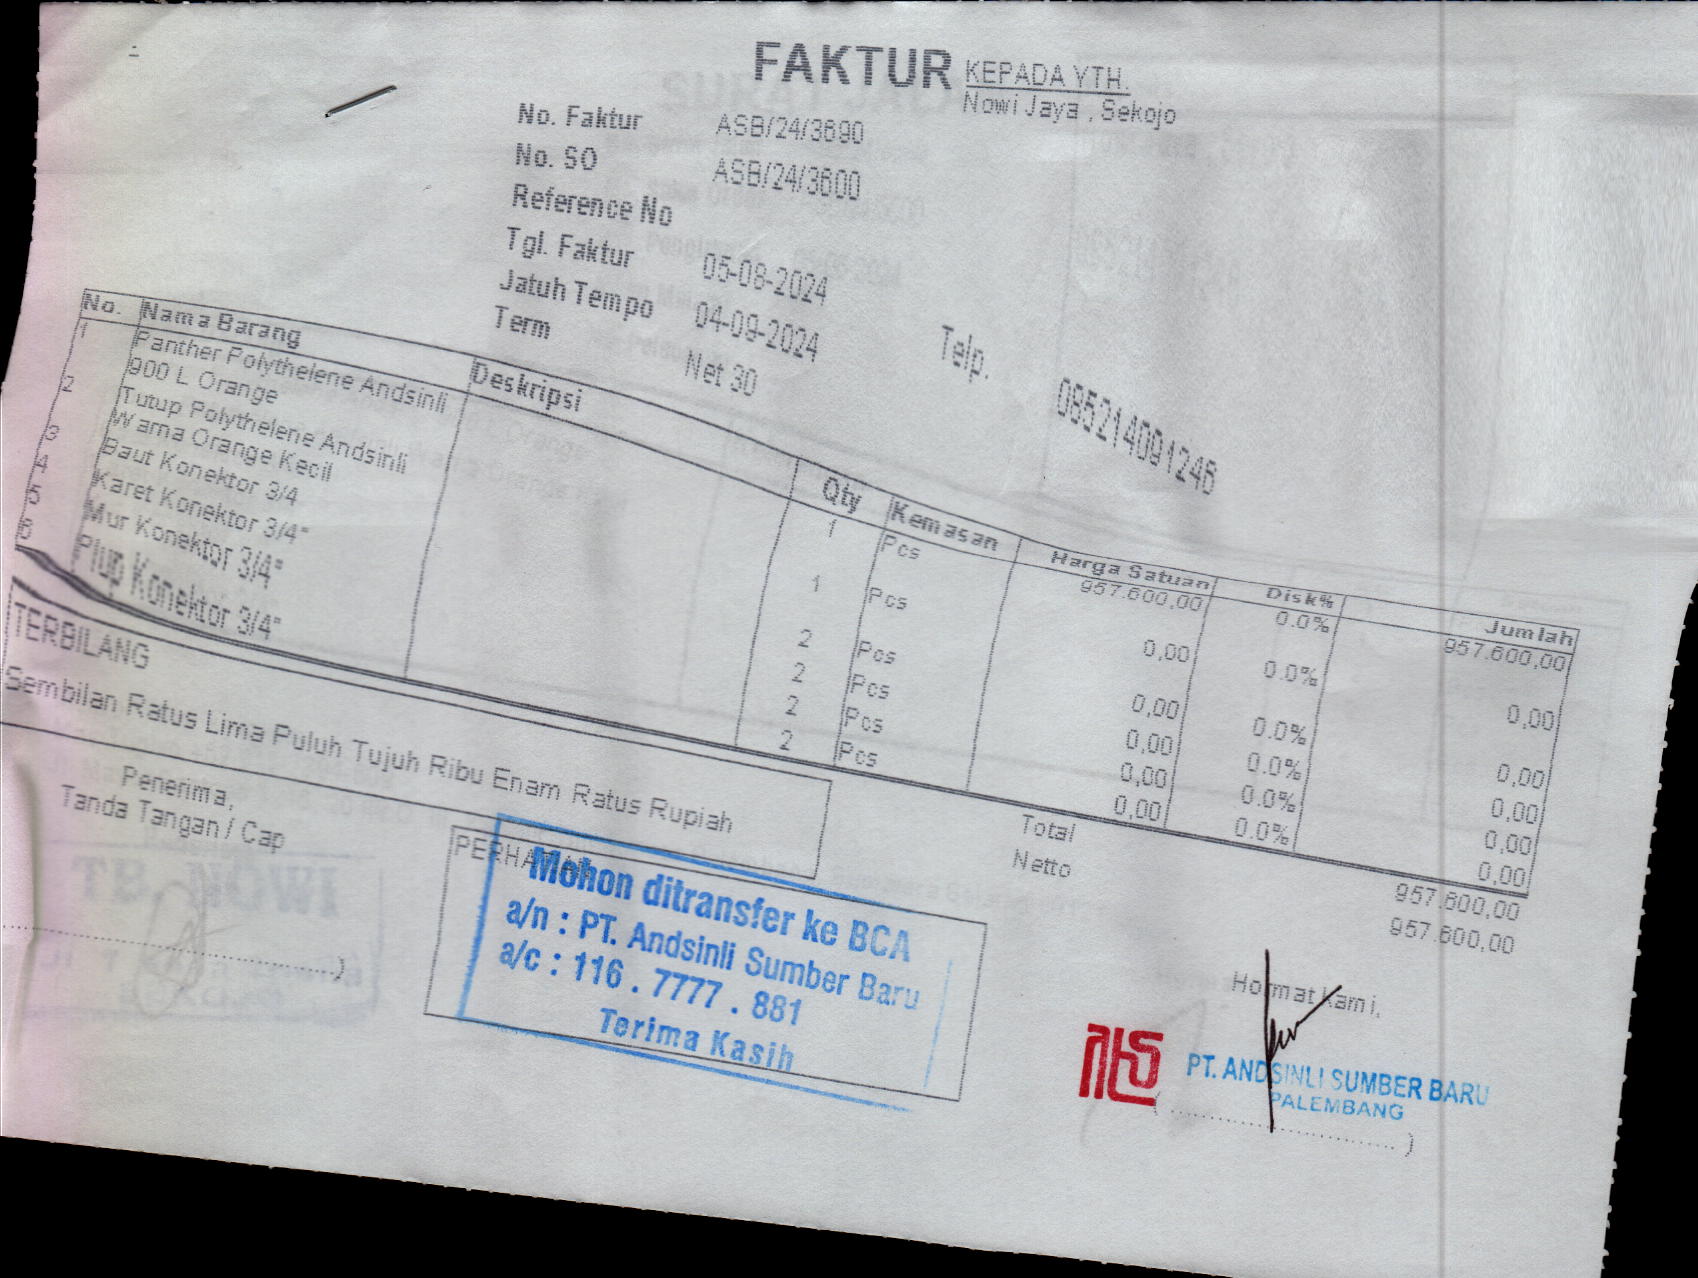 FAKTUR
KEPADA YTH.
Nowi Jaya , Sekojo
No. Faktur ASB/24/3690
No. SO ASB/24/3600
Reference No
Tgl. Faktur 05-08-2024
Jatuh Tempo 04-09-2024
Term Net 30
Telp. 085214091246
No. Nama Barang Deskripsi Qty Kemasan Harga Satuan Disk% Jumlah
1 Panther Polythelene Andsinli 1 Pcs 957.600,00 0.0% 957.600,00
900 L Orange
2 Tutup Polythelene Andsinli 1 Pcs 0,00 0.0% 0,00
Warna Orange Kecil
3 Baut Konektor 3/4 2 Pcs 0,00 0.0% 0,00
4 Karet Konektor 3/4" 2 Pcs 0,00 0.0% 0,00
5 Mur Konektor 3/4" 2 Pcs 0,00 0.0% 0,00
6 Plup Konektor 3/4" 2 Pcs 0,00 0.0% 0,00
TERBILANG
Sembilan Ratus Lima Puluh Tujuh Ribu Enam Ratus Rupiah
Total 957.600,00
Netto 957.600,00
Penerima,
Tanda Tangan / Cap
TB. NOWI
PERHA
Mohon ditransfer ke BCA
a/n : PT. Andsinli Sumber Baru
a/c : 116 . 7777 . 881
Terima Kasih
Hormat Kami,
PT. ANDSINLI SUMBER BARU
PALEMBANG